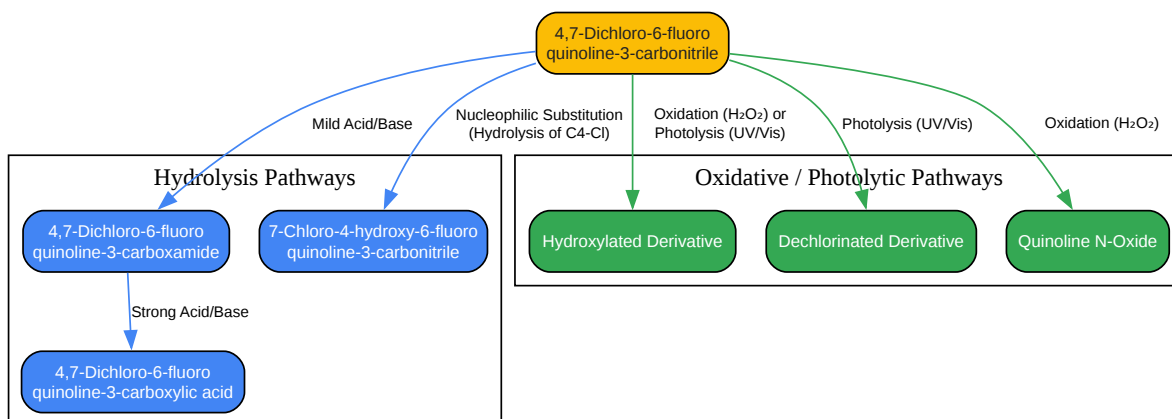 4,7-Dichloro-6-fluoro
quinoline-3-carbonitrile
Mild Acid/Base
Nucleophilic Substitution
(Hydrolysis of C4-Cl)
Oxidation (H₂O₂) or
Photolysis (UV/Vis)
Photolysis (UV/Vis)
Oxidation (H₂O₂)
Hydrolysis Pathways
Oxidative / Photolytic Pathways
4,7-Dichloro-6-fluoro
quinoline-3-carboxamide
7-Chloro-4-hydroxy-6-fluoro
quinoline-3-carbonitrile
Hydroxylated Derivative
Dechlorinated Derivative
Quinoline N-Oxide
Strong Acid/Base
4,7-Dichloro-6-fluoro
quinoline-3-carboxylic acid